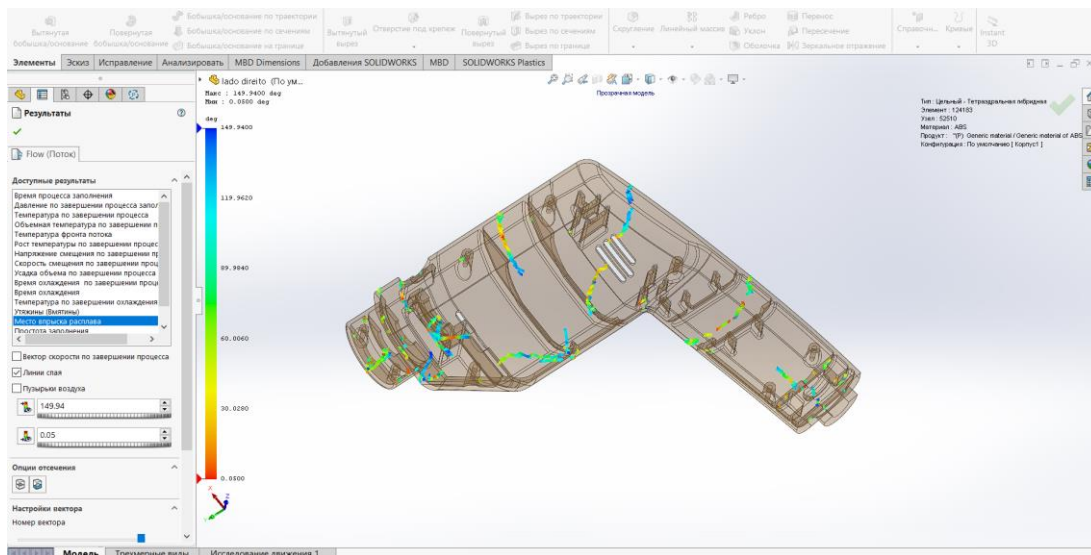 Вытянутая бобышка/основание
Повернутая бобышка/основание
Бобышка/основание по траектории
Бобышка/основание по сечениям
Бобышка/основание на границе
Вытянутый вырез
Отверстие под крепеж
Повернутый вырез
Вырез по траектории
Вырез по сечениям
Вырез по границе
Скругление
Линейный массив
Ребро
Уклон
Оболочка
Перенос
Пересечение
Зеркальное отражение
Справочн...
Кривые
Instant 3D
Элементы Эскиз Исправление Анализировать MBD Dimensions Добавления SOLIDWORKS MBD SOLIDWORKS Plastics
lado direito (По ум...
Макс : 149.9400 deg
Мин : 0.0500 deg
deg
149.9400
119.9620
89.9840
60.0060
30.0280
0.0500
Прозрачная модель
Тип : Цельный - Тетраэдральная гибридная
Элемент : 124183
Узел : 52510
Материал : ABS
Продукт : "(P) Generic material / Generic material of ABS
Конфигурация : По умолчанию [ Корпус1 ]
Результаты
Flow (Поток)
Доступные результаты
Время процесса заполнения
Давление по завершении процесса запол
Температура по завершении процесса
Объемная температура по завершении п
Температура фронта потока
Рост температуры по завершении процес
Напряжение смещения по завершении пр
Скорость смещения по завершении проц
Усадка объема по завершении процесса
Время охлаждения по завершении проце
Время охлаждения
Температура по завершении охлаждения
Утяжины (Вмятины)
Место впрыска расплава
Простота заполнения
Вектор скорости по завершении процесса
Линии спая
Пузырьки воздуха
149.94
0.05
Опции отсечения
Настройки вектора
Номер вектора
X
Y
Z
Модель Трехмерные виды Исследование движения 1